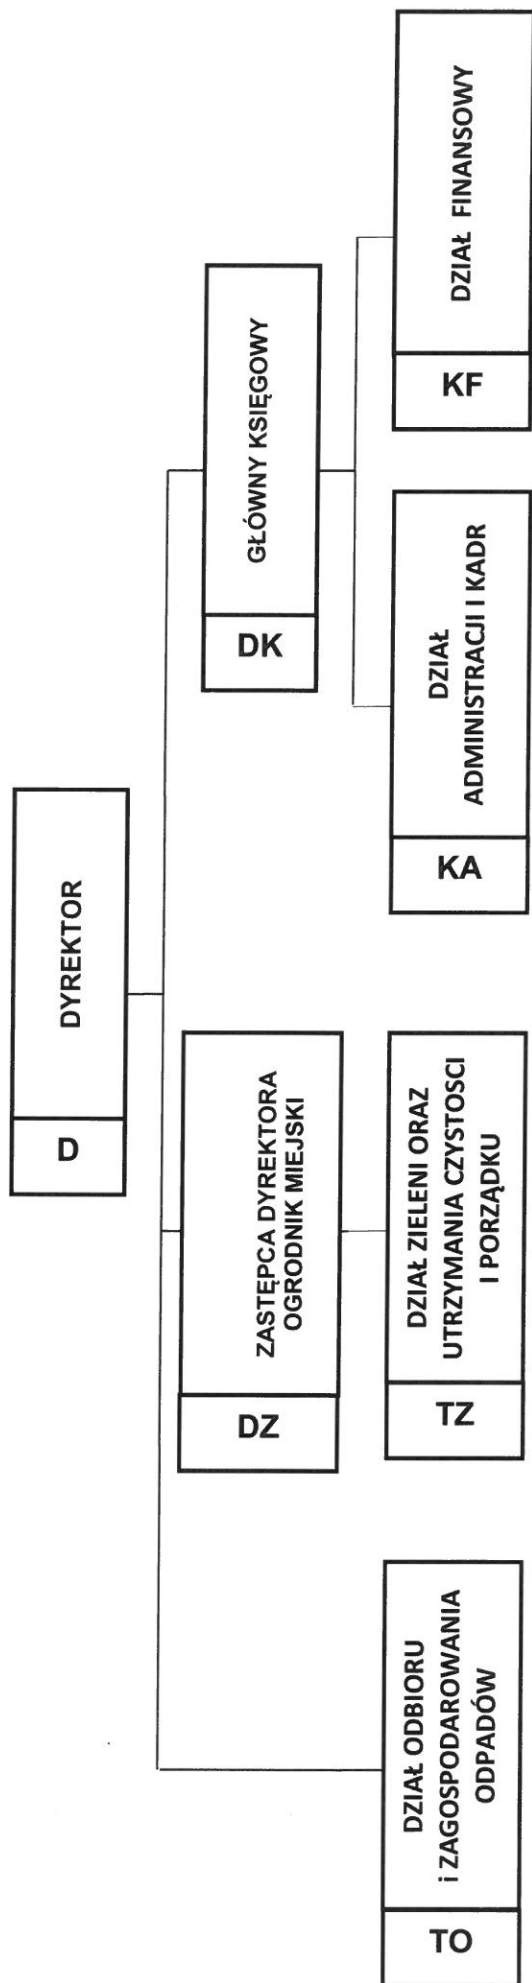 D
DYREKTOR
DZ
ZASTĘPCA DYREKTORA
OGRODNIK MIEJSKI
DK
GŁÓWNY KSIĘGOWY
TO
DZIAŁ ODBIORU
i ZAGOSPODAROWANIA
ODPADÓW
TZ
DZIAŁ ZIELENI ORAZ
UTRZYMANIA CZYSTOSCI
I PORZĄDKU
KA
DZIAŁ
ADMINISTRACJI I KADR
KF
DZIAŁ FINANSOWY